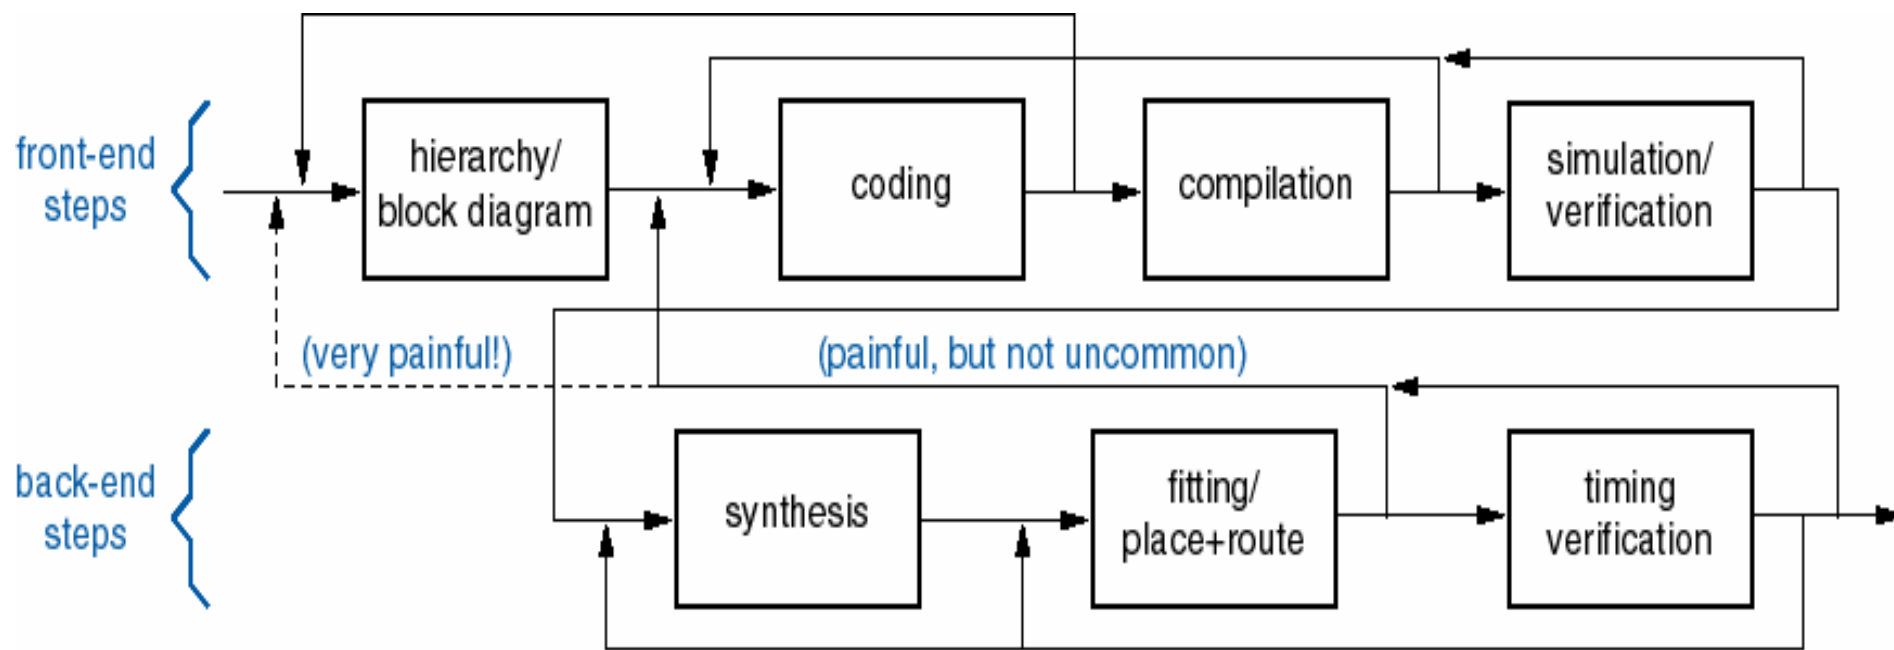 front-end
steps
hierarchy/
block diagram
coding
compilation
simulation/
verification
(very painful!)
(painful, but not uncommon)
back-end
steps
synthesis
fitting/
place+route
timing
verification